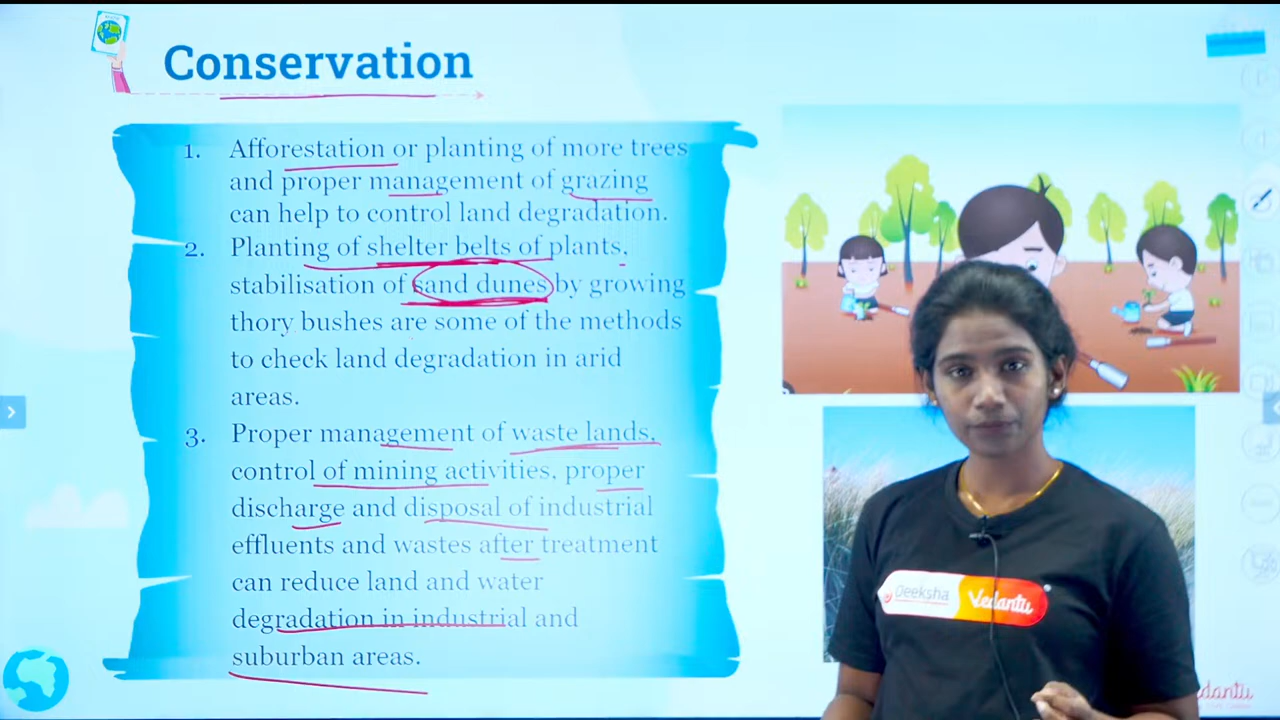 Conservation
1. Afforestation or planting of more trees
and proper management of grazing
can help to control land degradation.
2. Planting of shelter belts of plants,
stabilisation of sand dunes by growing
thory bushes are some of the methods
to check land degradation in arid
areas.
3. Proper management of waste lands,
control of mining activities, proper
discharge and disposal of industrial
effluents and wastes after treatment
can reduce land and water
degradation in industrial and
suburban areas.
Deeksha Vedantu